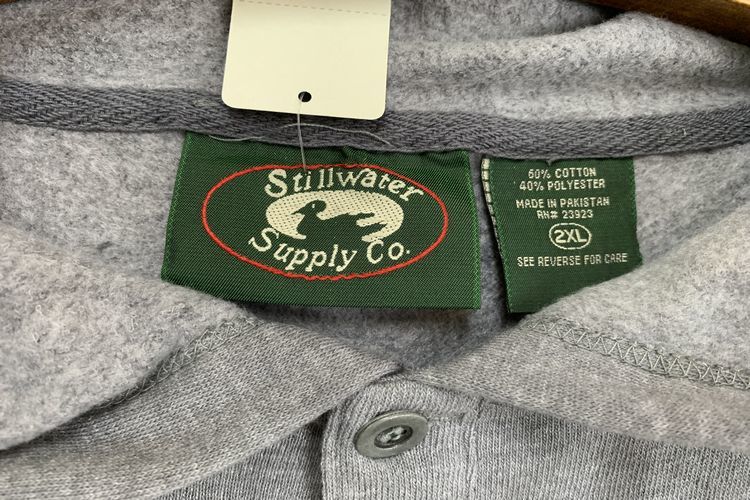 Stillwater
Supply Co.
60% COTTON
40% POLYESTER
MADE IN PAKISTAN
RN# 23923
2XL
SEE REVERSE FOR CARE